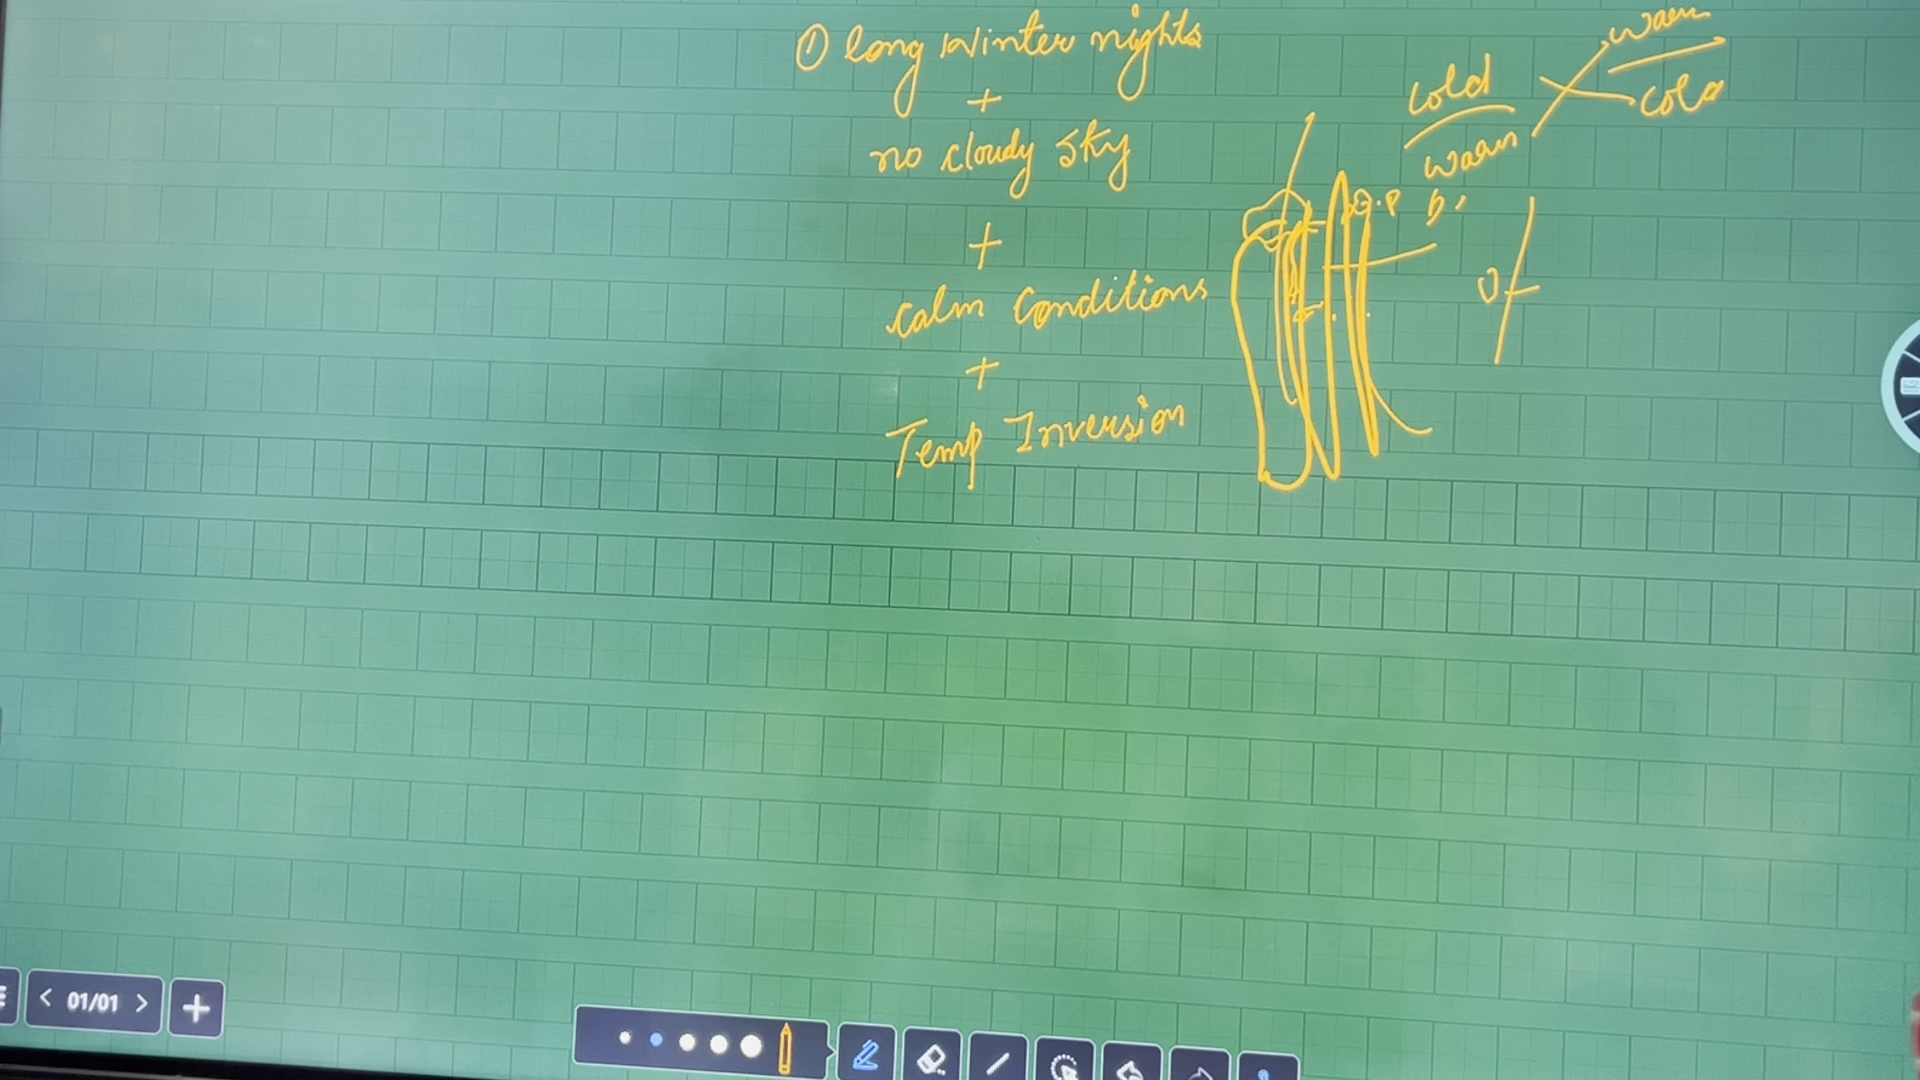 ① long winter nights
+
no cloudy sky
+
calm Conditions
+
Temp Inversion
cold
warm
warm
cold
01/01